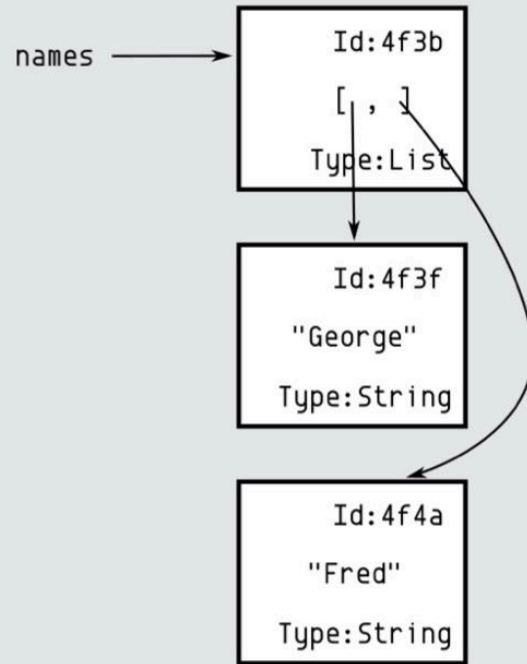 Id:4f3b
names
[ , ]
Type:List
Id:4f3f
"George"
Type:String
Id:4f4a
"Fred"
Type:String